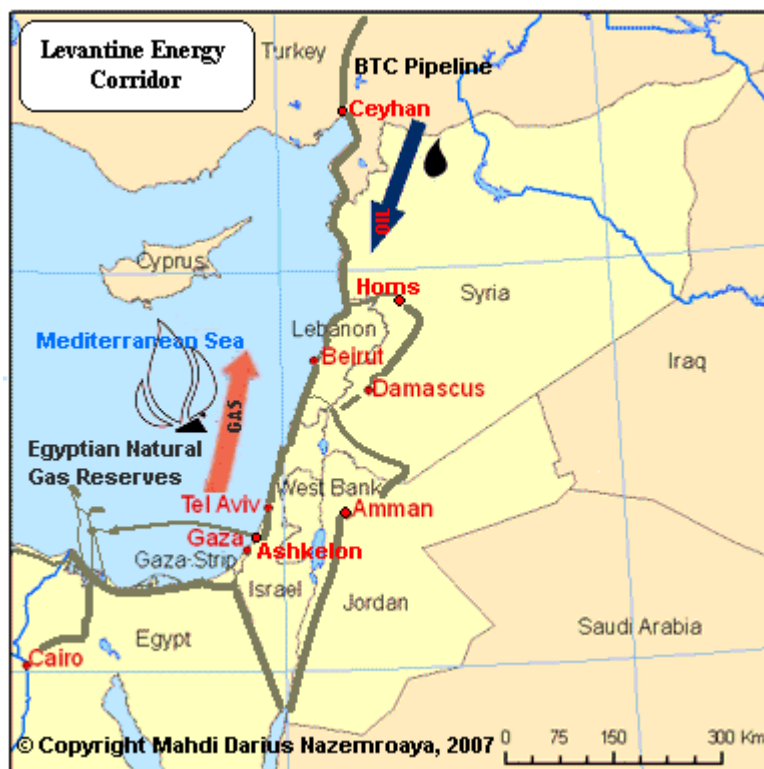 Levantine Energy
Corridor
Turkey
BTC Pipeline
Ceyhan
OIL
Cyprus
Homs
Syria
Lebanon
Mediterranean Sea
Beirut
Iraq
Damascus
GAS
Egyptian Natural
Gas Reserves
West Bank
Tel Aviv
Amman
Gaza
Ashkelon
Gaza-Strip
Israel
Jordan
Egypt
Saudi Arabia
Cairo
© Copyright Mahdi Darius Nazemroaya, 2007
0 75 150 300 Km